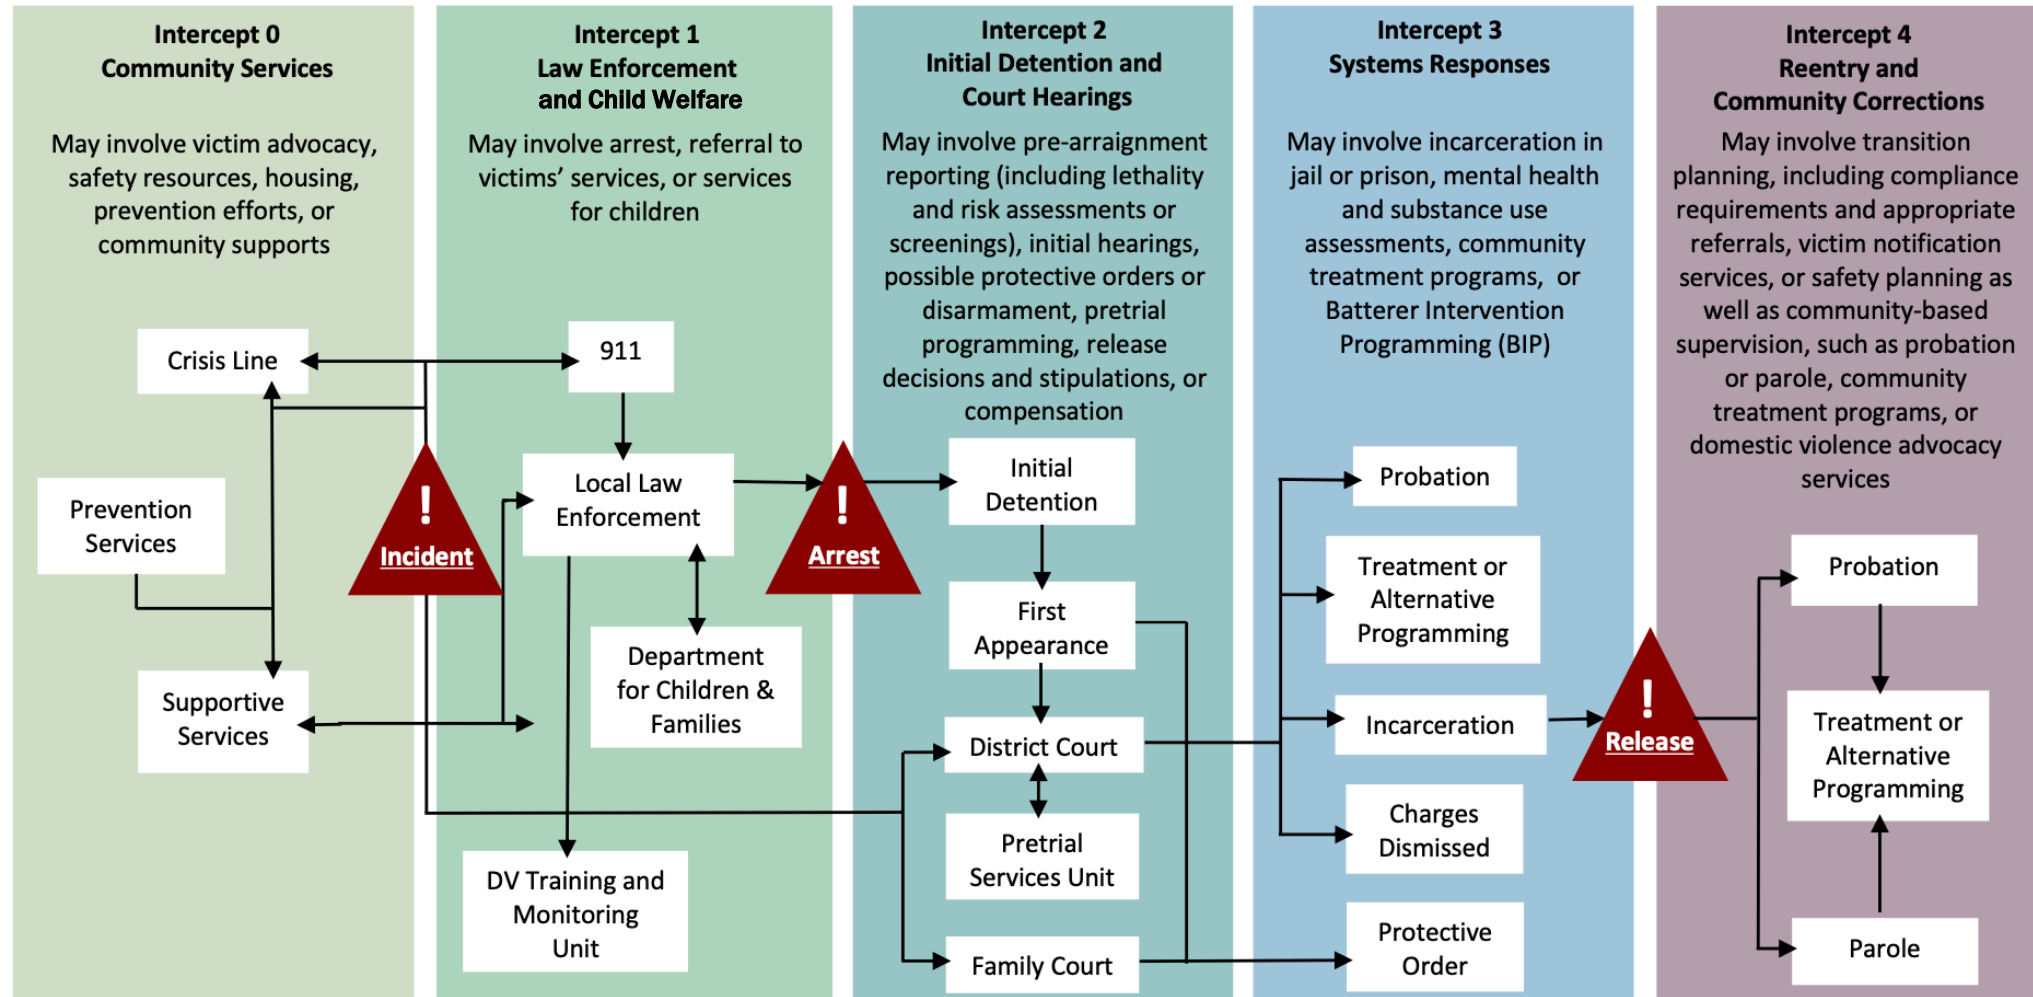 Intercept 0
Community Services
May involve victim advocacy,
safety resources, housing,
prevention efforts, or
community supports
Crisis Line
Prevention
Services
Supportive
Services
!
Incident
Intercept 1
Law Enforcement
and Child Welfare
May involve arrest, referral to
victims’ services, or services
for children
911
Local Law
Enforcement
Department
for Children &
Families
DV Training and
Monitoring
Unit
!
Arrest
Intercept 2
Initial Detention and
Court Hearings
May involve pre-arraignment
reporting (including lethality
and risk assessments or
screenings), initial hearings,
possible protective orders or
disarmament, pretrial
programming, release
decisions and stipulations, or
compensation
Initial
Detention
First
Appearance
District Court
Pretrial
Services Unit
Family Court
Intercept 3
Systems Responses
May involve incarceration in
jail or prison, mental health
and substance use
assessments, community
treatment programs, or
Batterer Intervention
Programming (BIP)
Probation
Treatment or
Alternative
Programming
Incarceration
Charges
Dismissed
Protective
Order
!
Release
Intercept 4
Reentry and
Community Corrections
May involve transition
planning, including compliance
requirements and appropriate
referrals, victim notification
services, or safety planning as
well as community-based
supervision, such as probation
or parole, community
treatment programs, or
domestic violence advocacy
services
Probation
Treatment or
Alternative
Programming
Parole